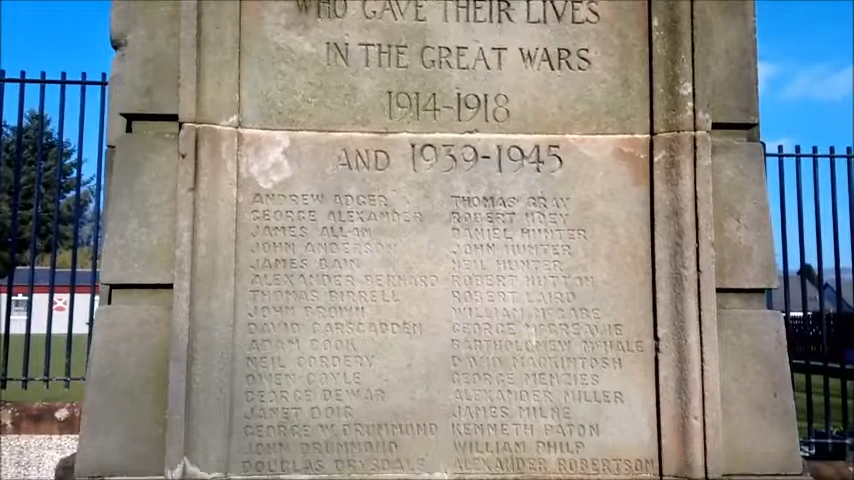 WHO GAVE THEIR LIVES
IN THE GREAT WARS
1914-1918
AND 1939-1945
ANDREW ADGER
GEORGE ALEXANDER
JAMES ALLAN
JOHN ANDERSON
JAMES BAIN
ALEXANDER BERNARD
THOMAS BIRRELL
JOHN BROWN
DAVID CARSCADDEN
ADAM COOK
NEIL CORDERY
OWEN COYLE
GEORGE DEWAR
JANET DOIG
GEORGE W. DRUMMOND
JOHN DRUMMOND
DOUGLAS DRYSDALE
THOMAS GRAY
ROBERT HOEY
DANIEL HUNTER
JOHN HUNTER
NEIL HUNTER
ROBERT HUTTON
ROBERT LAIRD
WILLIAM McCABE
GEORGE McGREAVIE
BARTHOLOMEW McPHALE
DAVID MACKINTOSH
GEORGE MENZIES
ALEXANDER MILLER
JAMES MILNE
KENNETH PATON
WILLIAM PHILP
ALEXANDER ROBERTSON